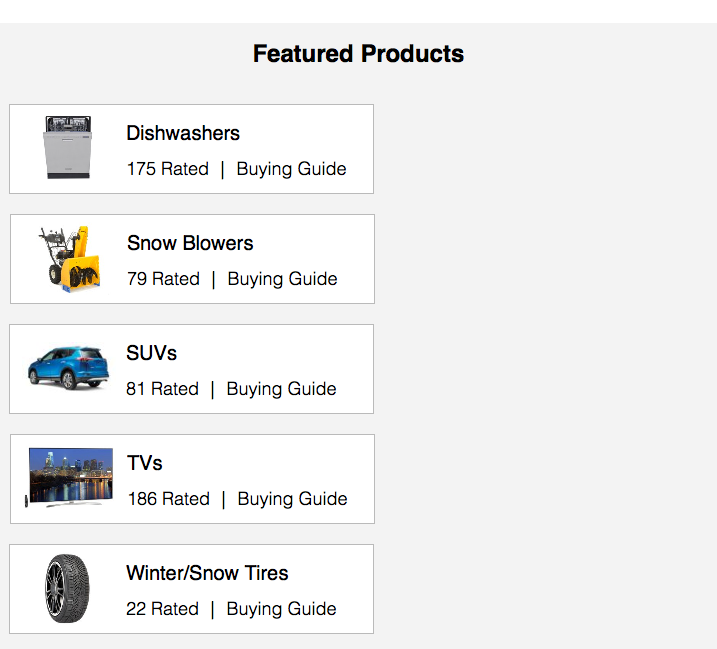 Featured Products
Dishwashers
175 Rated | Buying Guide
Snow Blowers
79 Rated | Buying Guide
SUVs
81 Rated | Buying Guide
TVs
186 Rated | Buying Guide
Winter/Snow Tires
22 Rated | Buying Guide